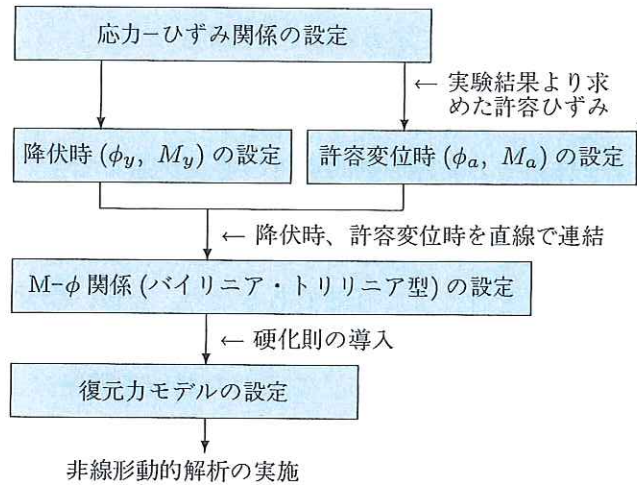 応力−ひずみ関係の設定
← 実験結果より求
めた許容ひずみ
降伏時 (ϕy, My) の設定
許容変位時 (ϕa, Ma) の設定
← 降伏時、許容変位時を直線で連結
M−ϕ 関係 (バイリニア・トリリニア型) の設定
← 硬化則の導入
復元力モデルの設定
非線形動的解析の実施